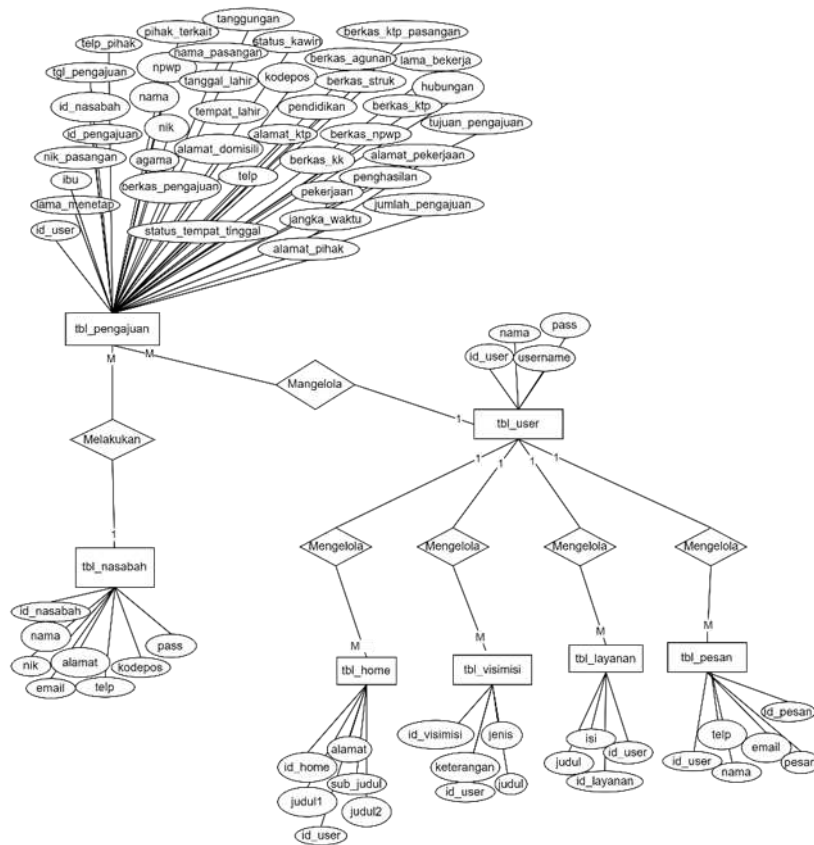 tanggungan
pihak_terkait
status_kawin
berkas_ktp_pasangan
telp_pihak
nama_pasangan
berkas_agunan
lama_bekerja
tgl_pengajuan
npwp
tanggal_lahir
kodepos
berkas_struk
hubungan
id_nasabah
nama
tempat_lahir
pendidikan
berkas_ktp
tujuan_pengajuan
id_pengajuan
nik
alamat_ktp
berkas_npwp
nik_pasangan
agama
alamat_domisili
berkas_kk
alamat_pekerjaan
ibu
berkas_pengajuan
telp
penghasilan
pekerjaan
lama_menetap
jangka_waktu
jumlah_pengajuan
id_user
status_tempat_tinggal
alamat_pihak
tbl_pengajuan
M
M
nama
pass
id_user
username
Mangelola
1
tbl_user
Melakukan
1
1
1
1
1
tbl_nasabah
Mengelola
Mengelola
Mengelola
Mengelola
id_nasabah
nama
pass
nik
alamat
kodepos
email
telp
M
M
M
M
tbl_home
tbl_visimisi
tbl_layanan
tbl_pesan
id_home
alamat
sub_judul
judul1
judul2
id_user
id_visimisi
jenis
keterangan
id_user
judul
isi
judul
id_user
id_layanan
id_pesan
telp
id_user
email
nama
pesan